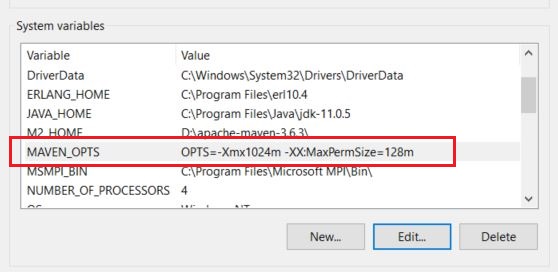 System variables
Variable Value
DriverData C:\Windows\System32\Drivers\DriverData
ERLANG_HOME C:\Program Files\erl10.4
JAVA_HOME C:\Program Files\Java\jdk-11.0.5
M2_HOME D:\apache-maven-3.6.3\
MAVEN_OPTS OPTS=-Xmx1024m -XX:MaxPermSize=128m
MSMPI_BIN C:\Program Files\Microsoft MPI\Bin\
NUMBER_OF_PROCESSORS 4
OS Windows_NT
New... Edit... Delete